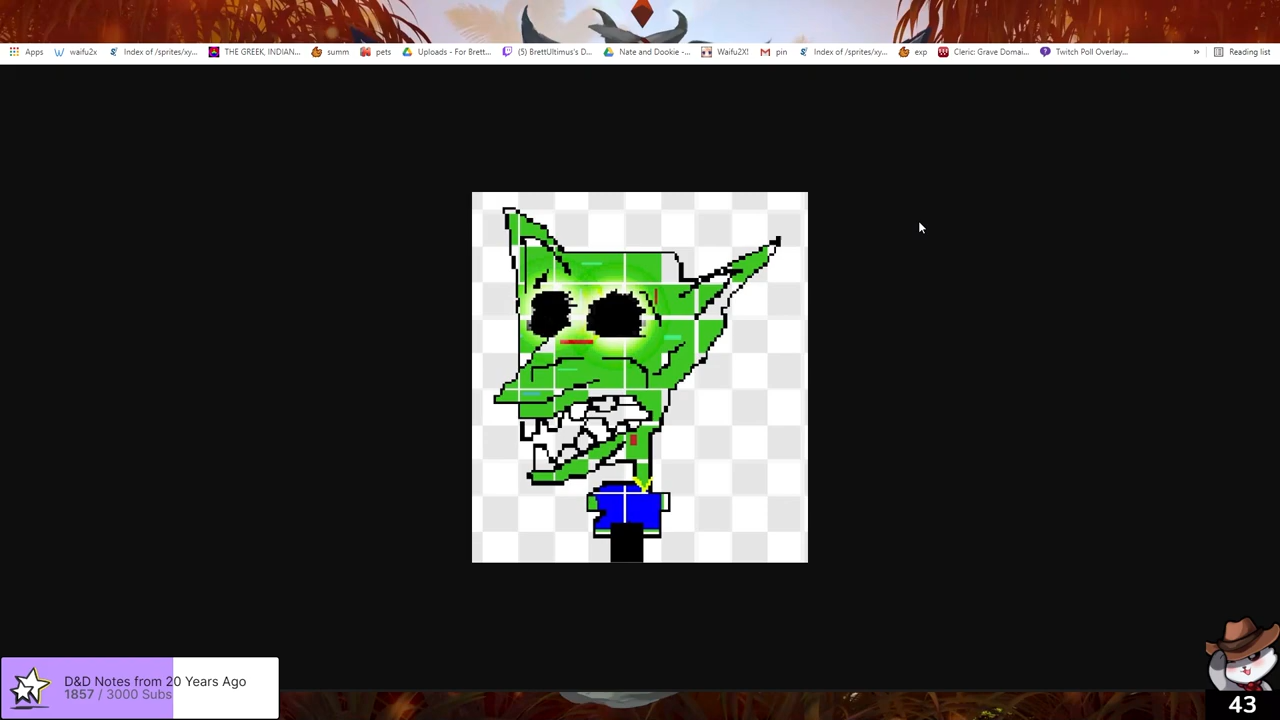 Apps waifu2x Index of /sprites/xy... THE GREEK, INDIAN... summ pets Uploads - For Brett... (5) BrettUltimus's D... Nate and Dookie -... Waifu2X! pin Index of /sprites/xy... exp Cleric: Grave Domai... Twitch Poll Overlay... » Reading list
D&D Notes from 20 Years Ago
1857 / 3000 Subs
43